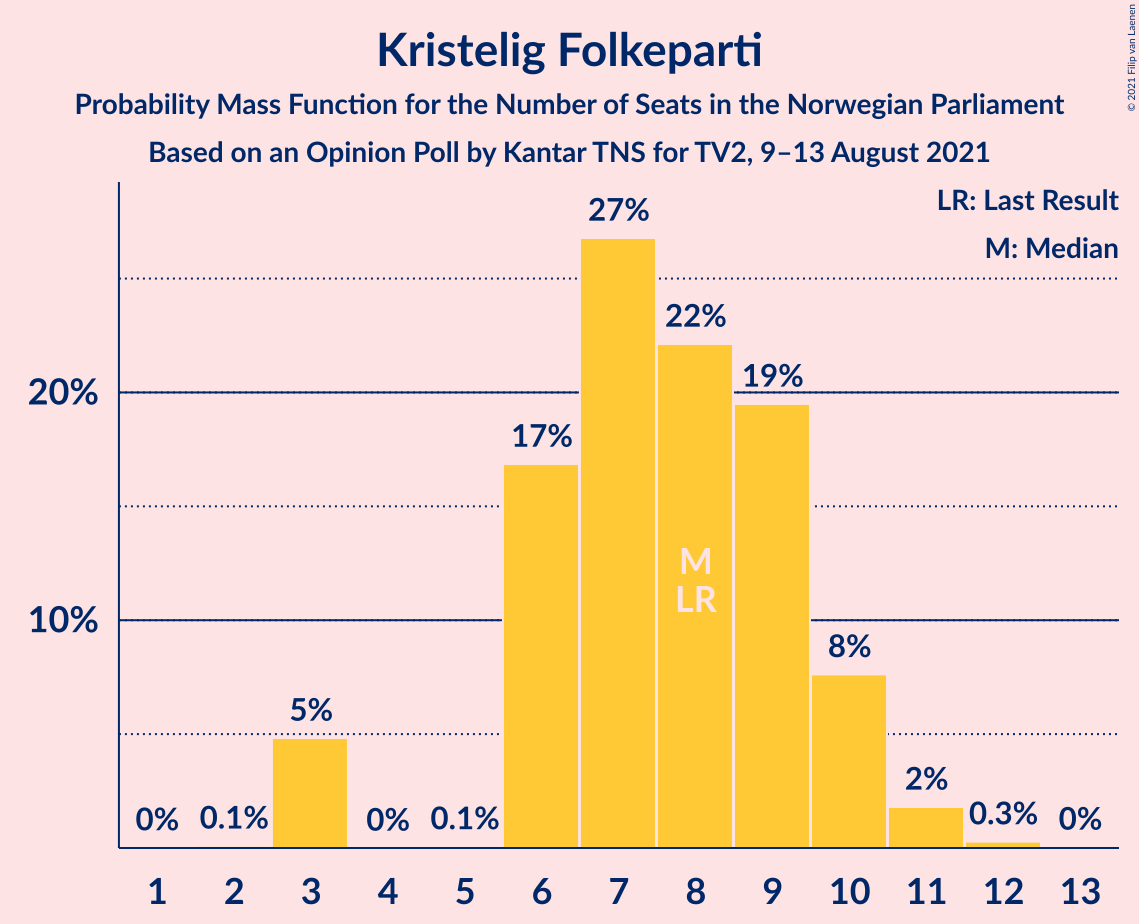 Kristelig Folkeparti
Probability Mass Function for the Number of Seats in the Norwegian Parliament
Based on an Opinion Poll by Kantar TNS for TV2, 9–13 August 2021
© 2021 Filip van Laenen
LR: Last Result
M: Median
27%
22%
19%
20%
17%
M
LR
10%
8%
5%
2%
0%
0.1%
0%
0.1%
0.3%
0%
1 2 3 4 5 6 7 8 9 10 11 12 13